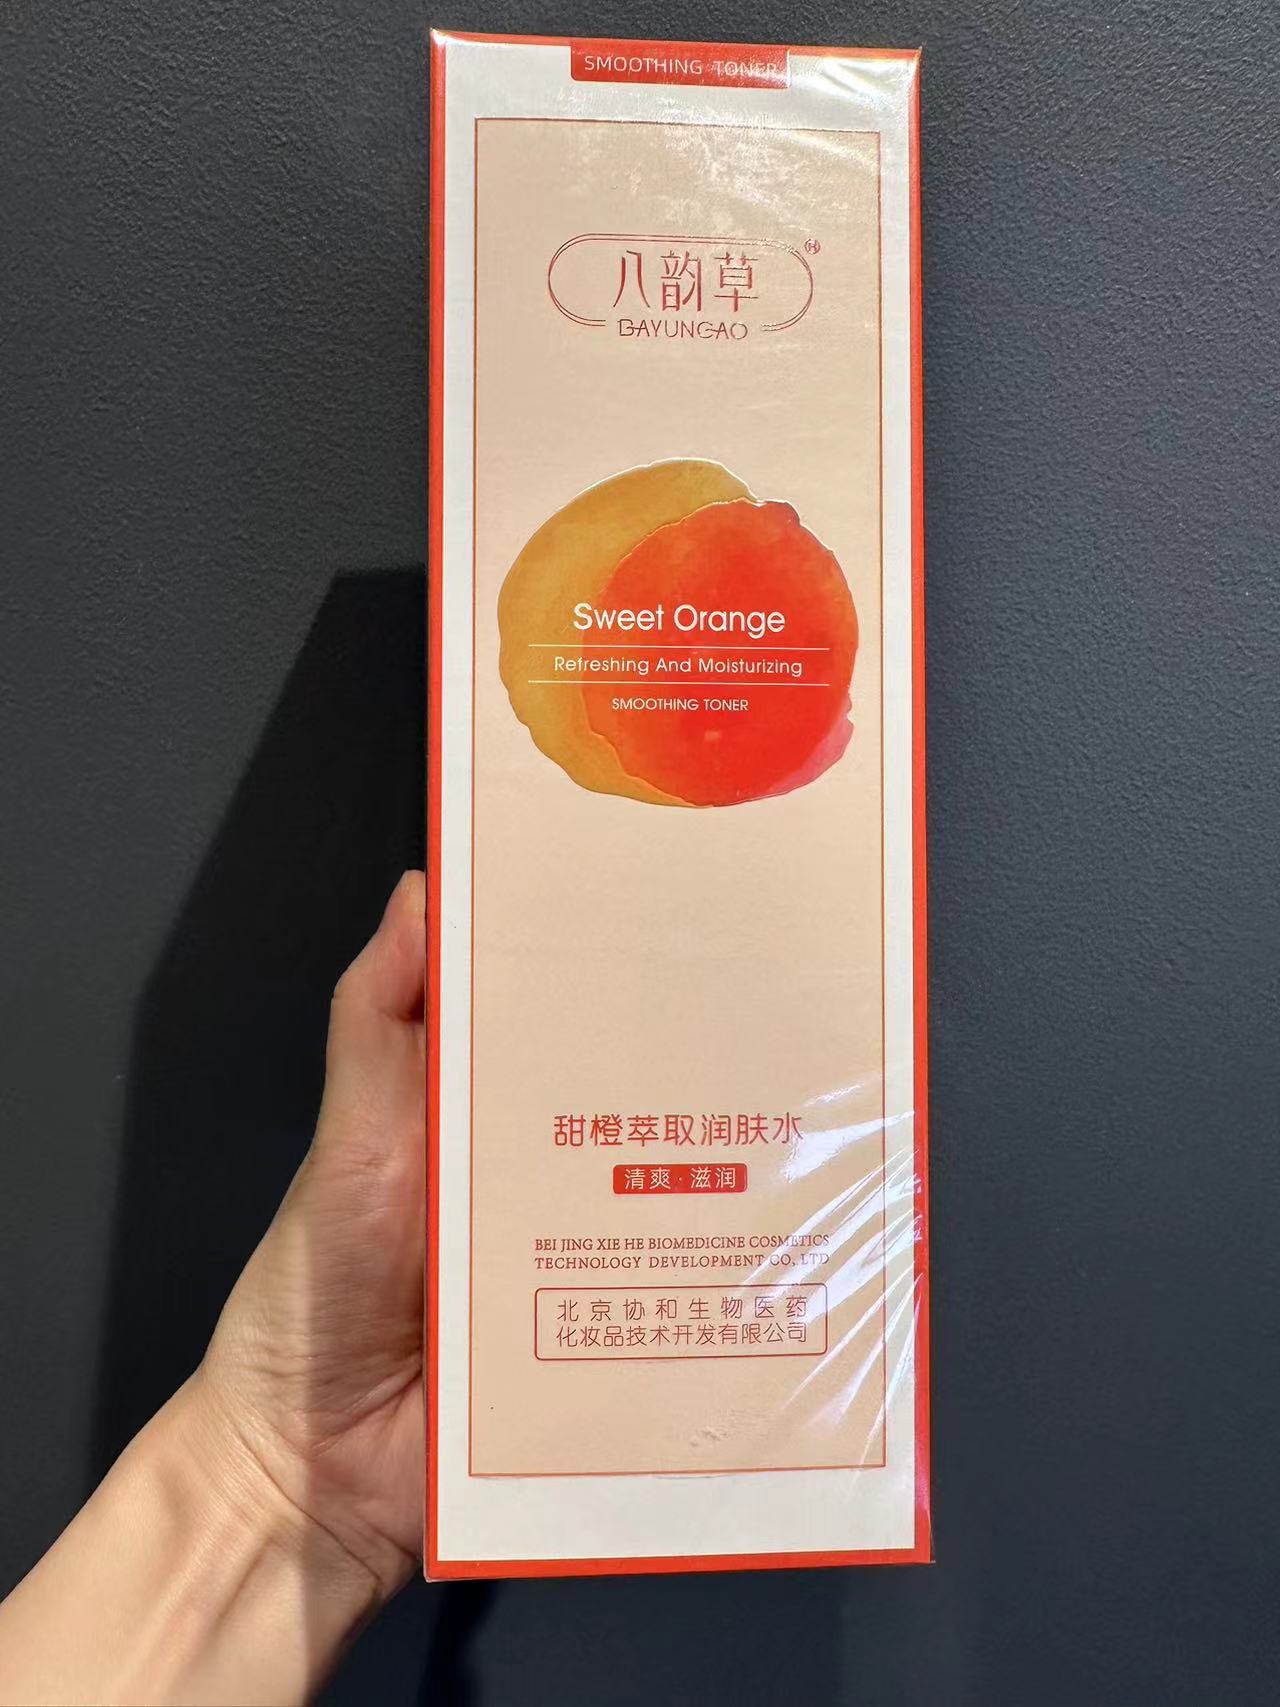 SMOOTHING TONER
八韵草
BAYUNCAO
Sweet Orange
Refreshing And Moisturizing
SMOOTHING TONER
甜橙萃取润肤水
清爽·滋润
BEI JING XIE HE BIOMEDICINE COSMETICS
TECHNOLOGY DEVELOPMENT CO, LTD
北京协和生物医药
化妆品技术开发有限公司